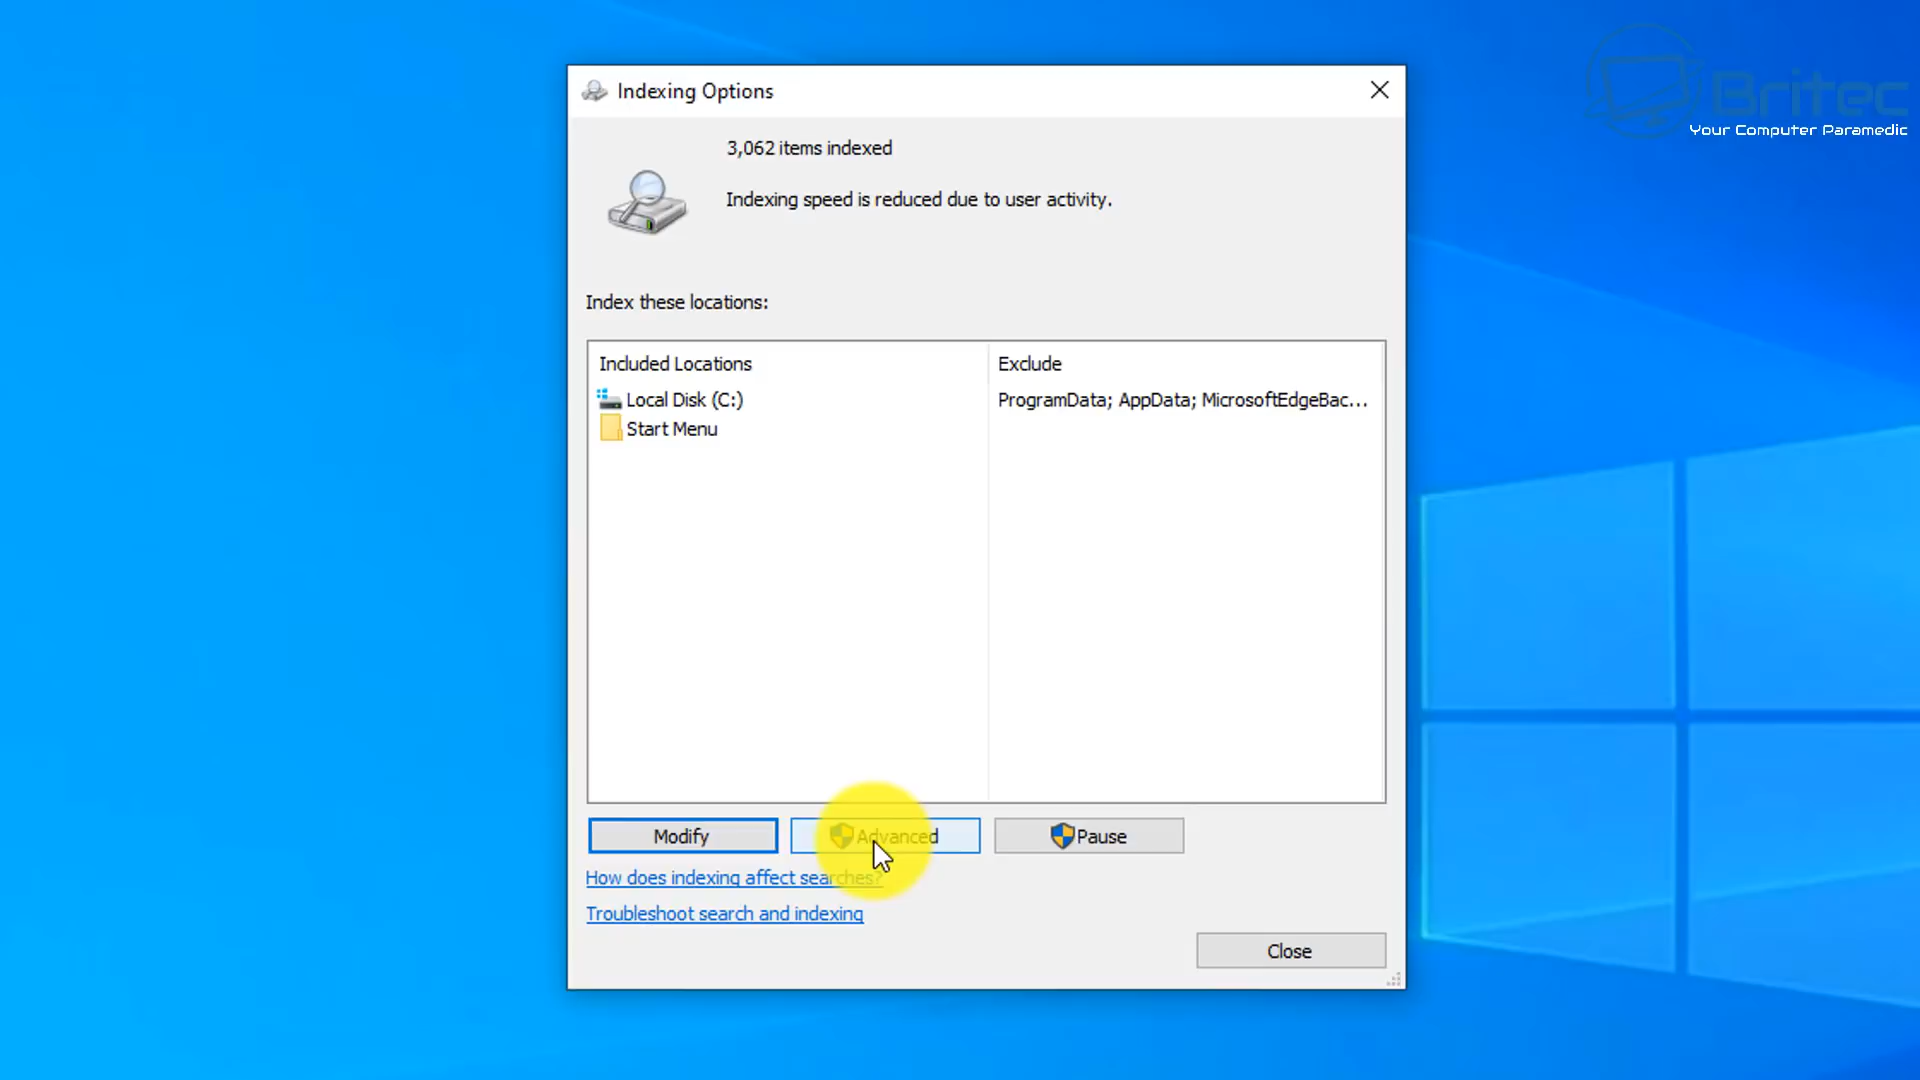 Indexing Options
Britec
Your Computer Paramedic
3,062 items indexed
Indexing speed is reduced due to user activity.
Index these locations:
Included Locations Exclude
Local Disk (C:) ProgramData; AppData; MicrosoftEdgeBac...
Start Menu
Modify Advanced Pause
How does indexing affect searches?
Troubleshoot search and indexing
Close